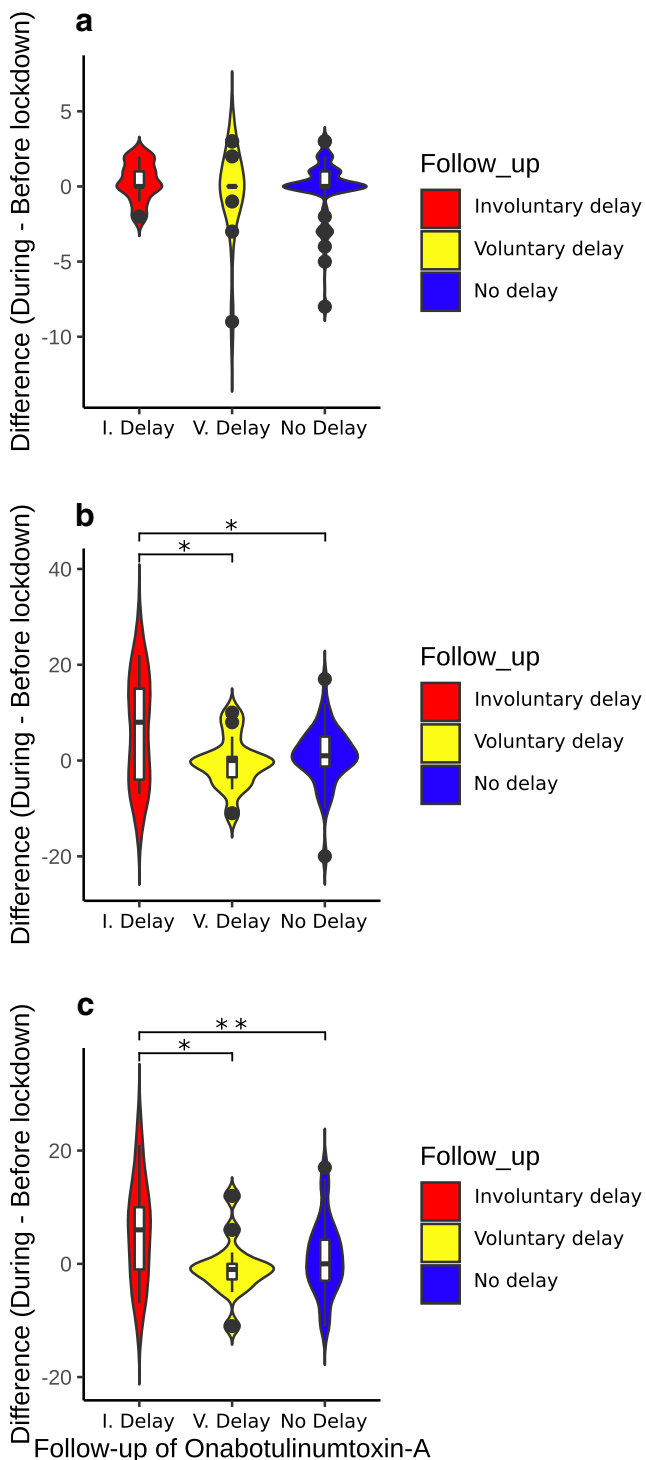 a
Difference (During - Before lockdown)
5
0
-5
-10
I. Delay V. Delay No Delay
Follow_up
Involuntary delay
Voluntary delay
No delay
b
Difference (During - Before lockdown)
*
*
40
20
0
-20
I. Delay V. Delay No Delay
Follow_up
Involuntary delay
Voluntary delay
No delay
c
Difference (During - Before lockdown)
* *
*
20
0
-20
I. Delay V. Delay No Delay
Follow-up of Onabotulinumtoxin-A
Follow_up
Involuntary delay
Voluntary delay
No delay